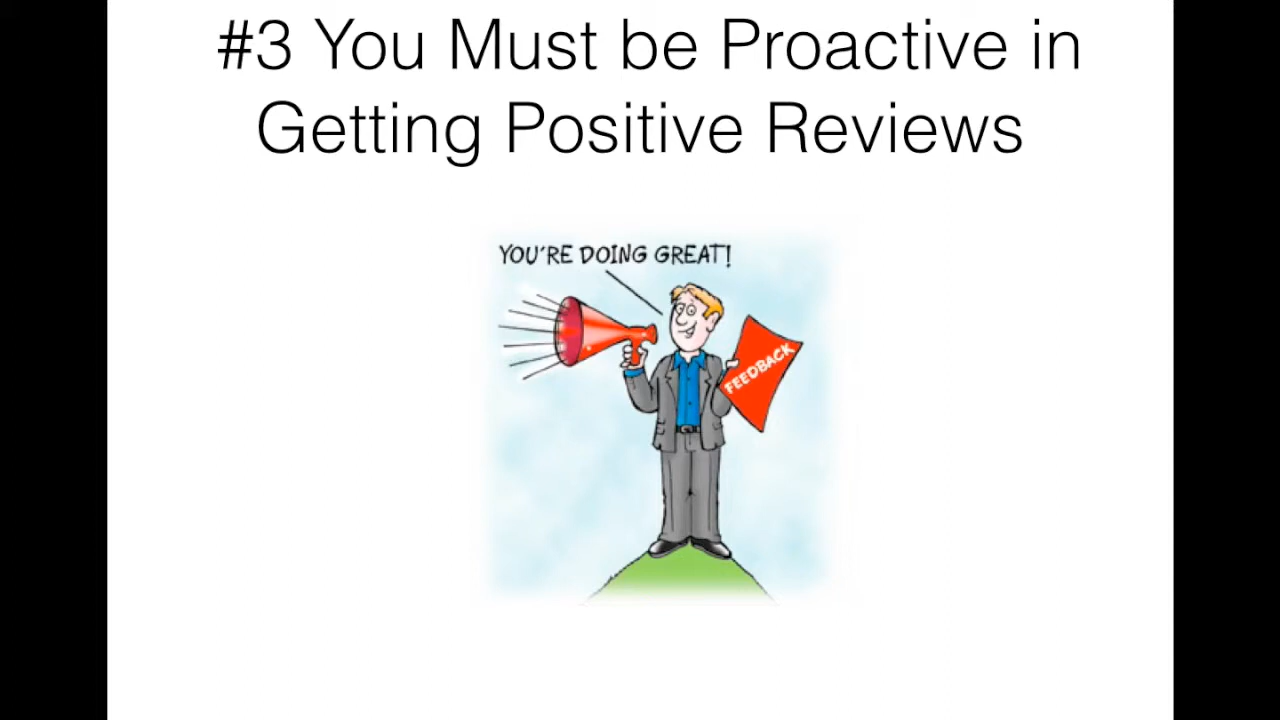 #3 You Must be Proactive in
Getting Positive Reviews
YOU'RE DOING GREAT!
FEEDBACK